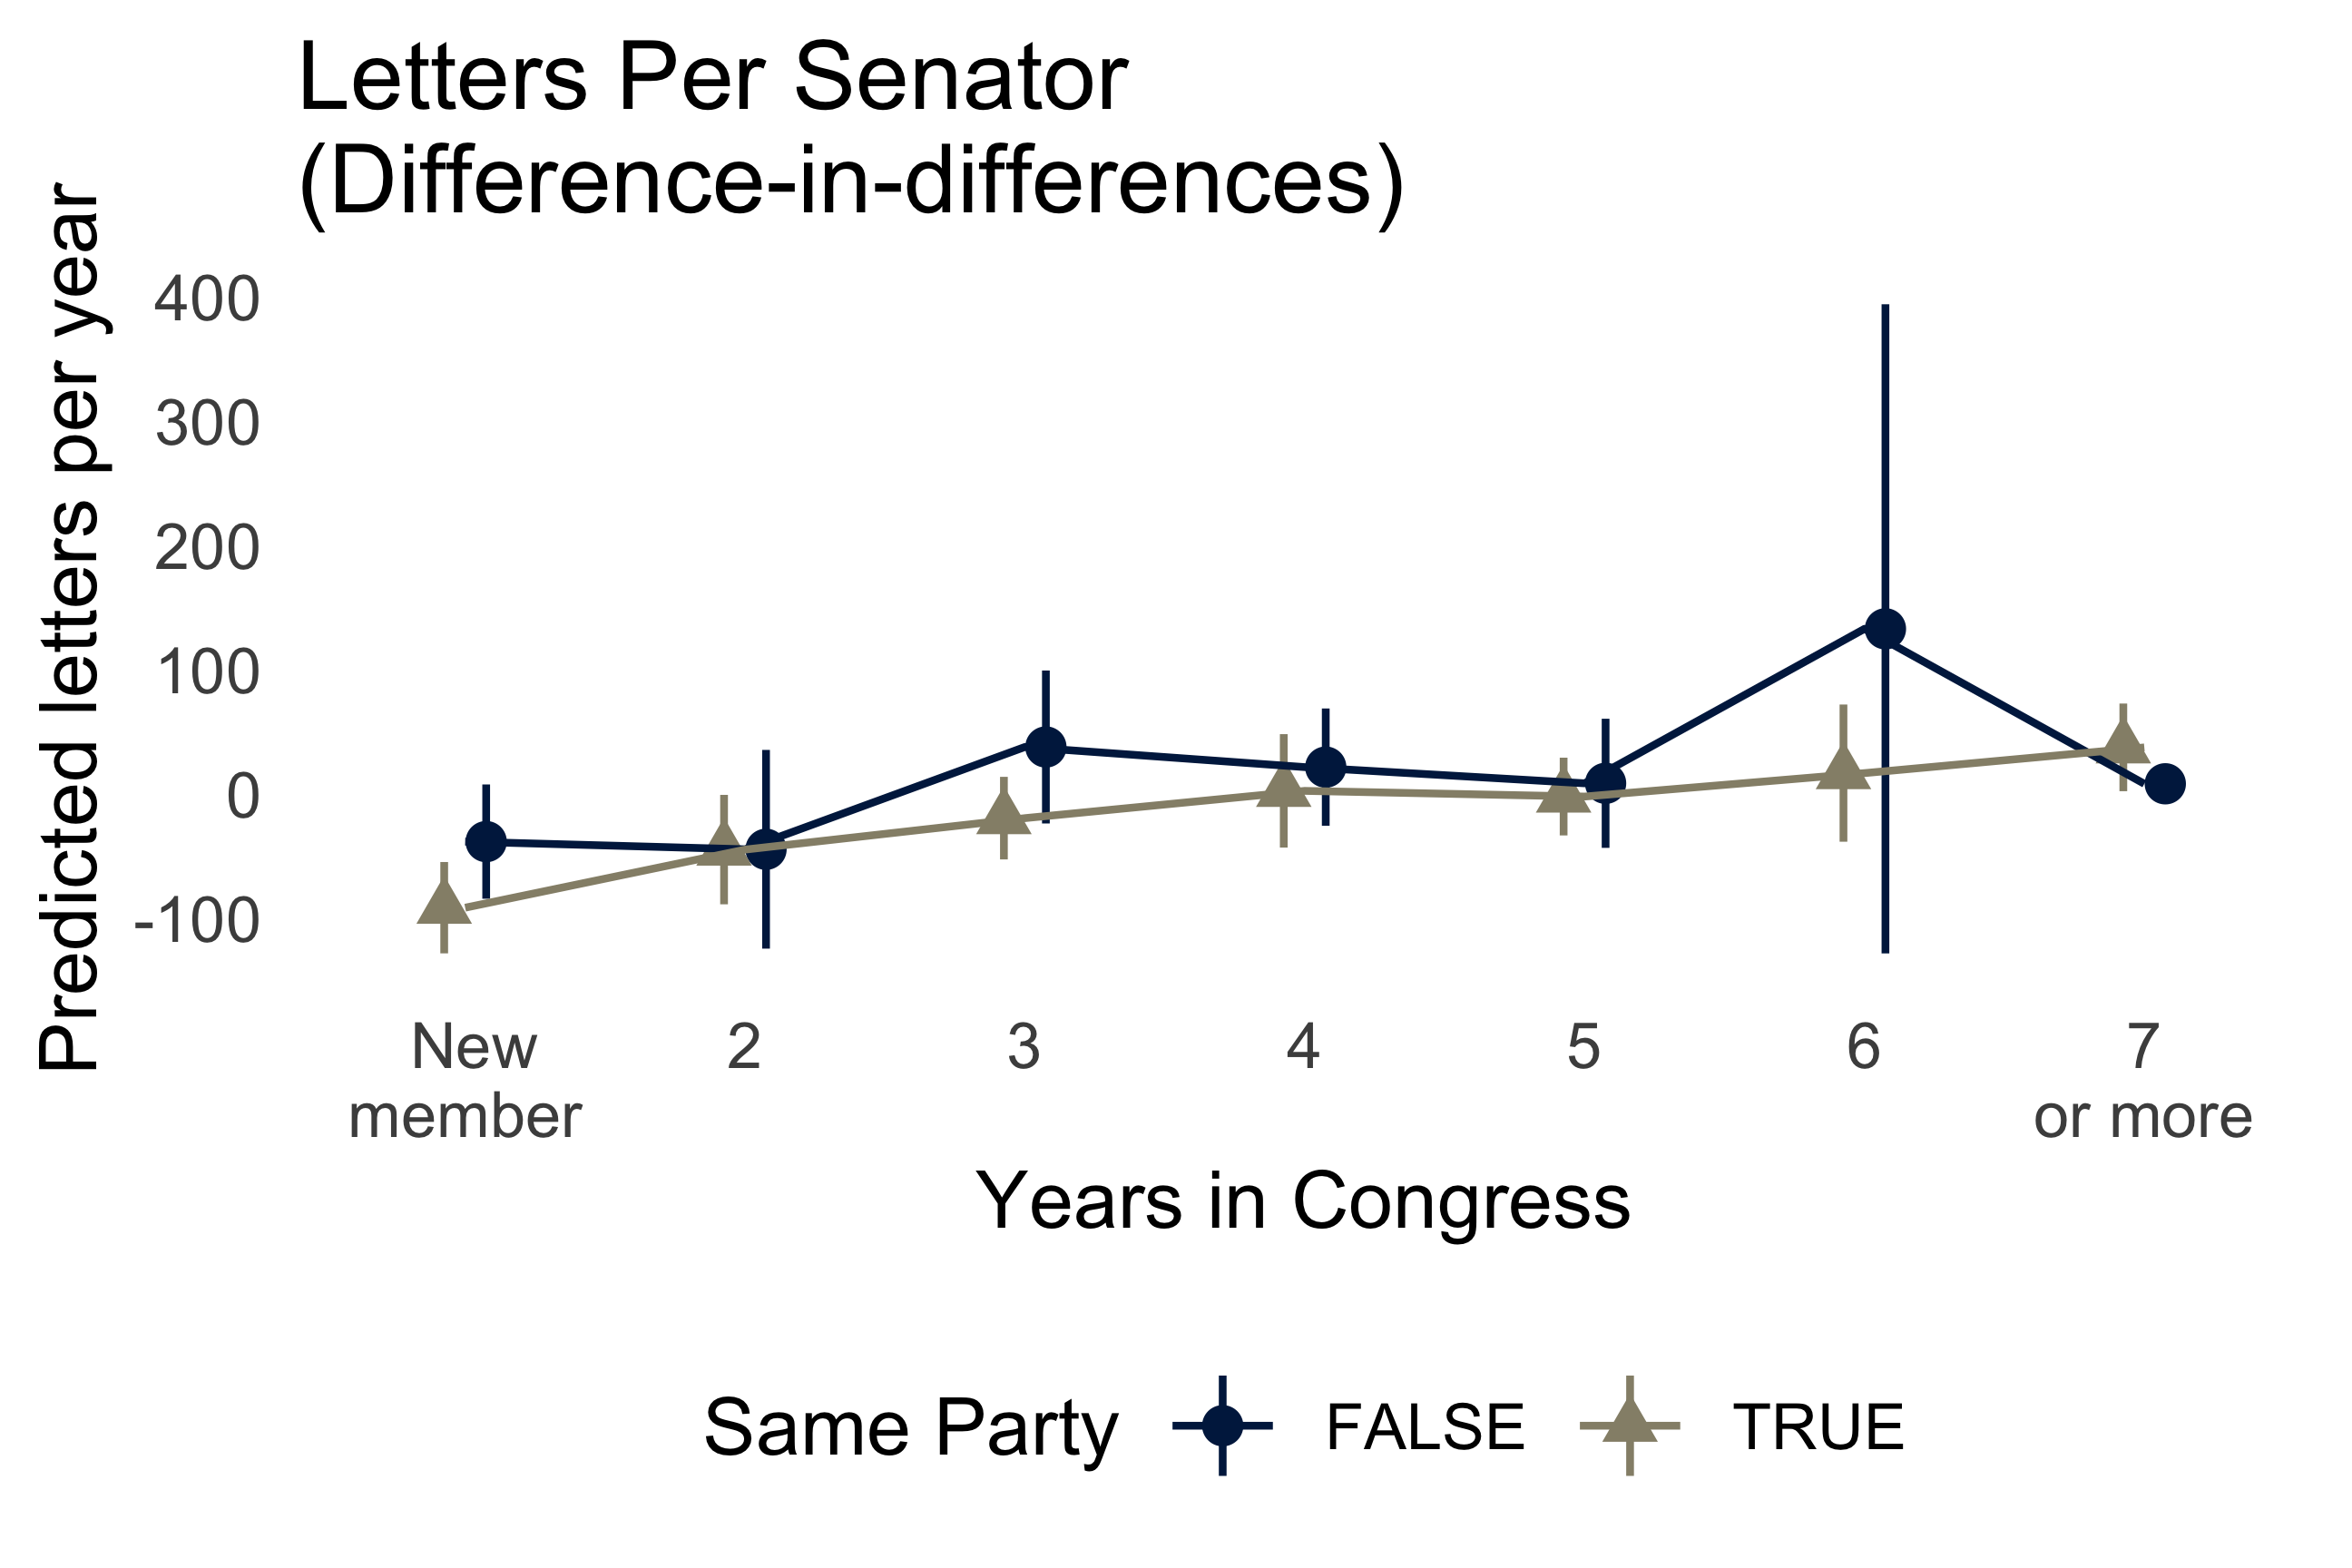 Letters Per Senator
(Difference-in-differences)
Predicted letters per year
400
300
200
100
0
-100
New
member
2
3
4
5
6
7
or more
Years in Congress
Same Party
FALSE
TRUE